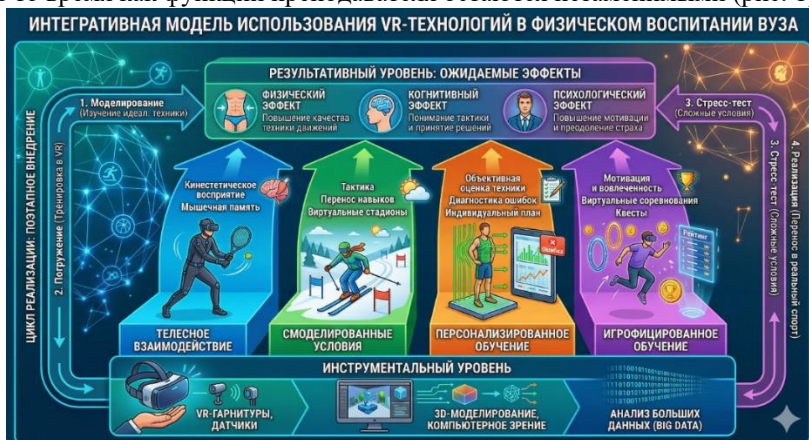 ИНТЕГРАТИВНАЯ МОДЕЛЬ ИСПОЛЬЗОВАНИЯ VR-ТЕХНОЛОГИЙ В ФИЗИЧЕСКОМ ВОСПИТАНИИ ВУЗА
РЕЗУЛЬТАТИВНЫЙ УРОВЕНЬ: ОЖИДАЕМЫЕ ЭФФЕКТЫ
ФИЗИЧЕСКИЙ
ЭФФЕКТ
Повышение качества
техники движений
КОГНИТИВНЫЙ
ЭФФЕКТ
Понимание тактики
и принятие решений
ПСИХОЛОГИЧЕСКИЙ
ЭФФЕКТ
Повышение мотивации
и преодоление страха
ЦИКЛ РЕАЛИЗАЦИИ: ПОЭТАПНОЕ ВНЕДРЕНИЕ
1. Моделирование
(Изучение идеал. техники)
2. Погружение (Тренировка в VR)
3. Стресс-тест
(Сложные условия)
3. Стресс тест
(Сложные условия)
4. Реализация (Перенос в реальный спорт)
Кинестетическое
восприятие
Мышечная память
ТЕЛЕСНОЕ
ВЗАИМОДЕЙСТВИЕ
Тактика
Перенос навыков
Виртуальные стадионы
СМОДЕЛИРОВАННЫЕ
УСЛОВИЯ
Объективная
оценка техники
Диагностика ошибок
Индивидуальный план
ПЕРСОНАЛИЗИРОВАННОЕ
ОБУЧЕНИЕ
Мотивация
и вовлеченность
Виртуальные соревнования
Квесты
Рейтинг
ИГРОФИЦИРОВАННОЕ
ОБУЧЕНИЕ
ИНСТРУМЕНТАЛЬНЫЙ УРОВЕНЬ
VR-ГАРНИТУРЫ,
ДАТЧИКИ
3D-МОДЕЛИРОВАНИЕ,
КОМПЬЮТЕРНОЕ ЗРЕНИЕ
АНАЛИЗ БОЛЬШИХ
ДАННЫХ (BIG DATA)